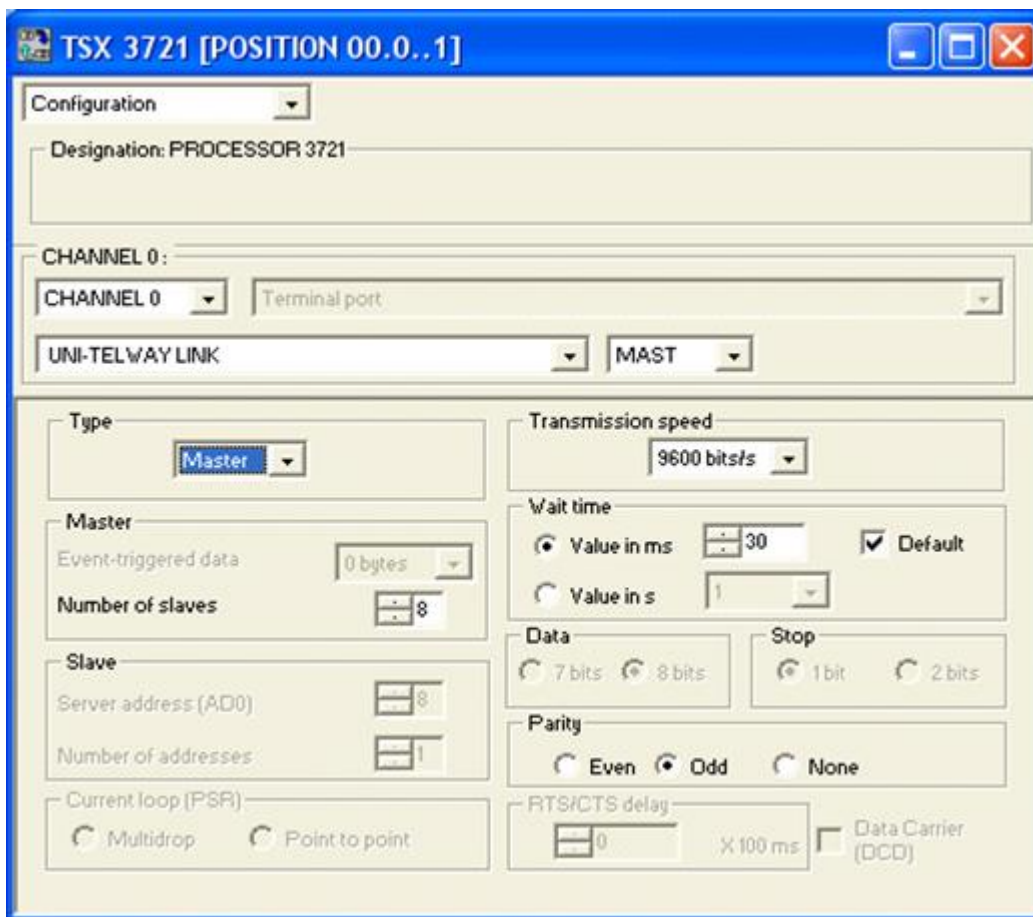 TSX 3721 [POSITION 00.0..1]
Configuration
Designation: PROCESSOR 3721
CHANNEL 0 :
CHANNEL 0 Terminal port
UNI-TELWAY LINK MAST
Type
Master
Transmission speed
9600 bits/s
Master
Event-triggered data 0 bytes
Number of slaves 8
Wait time
Value in ms 30 Default
Value in s 1
Slave
Server address (AD0) 8
Number of addresses 1
Data
7 bits 8 bits
Stop
1 bit 2 bits
Parity
Even Odd None
Current loop (PSR)
Multidrop Point to point
RTS/CTS delay
0 X 100 ms
Data Carrier
(DCD)